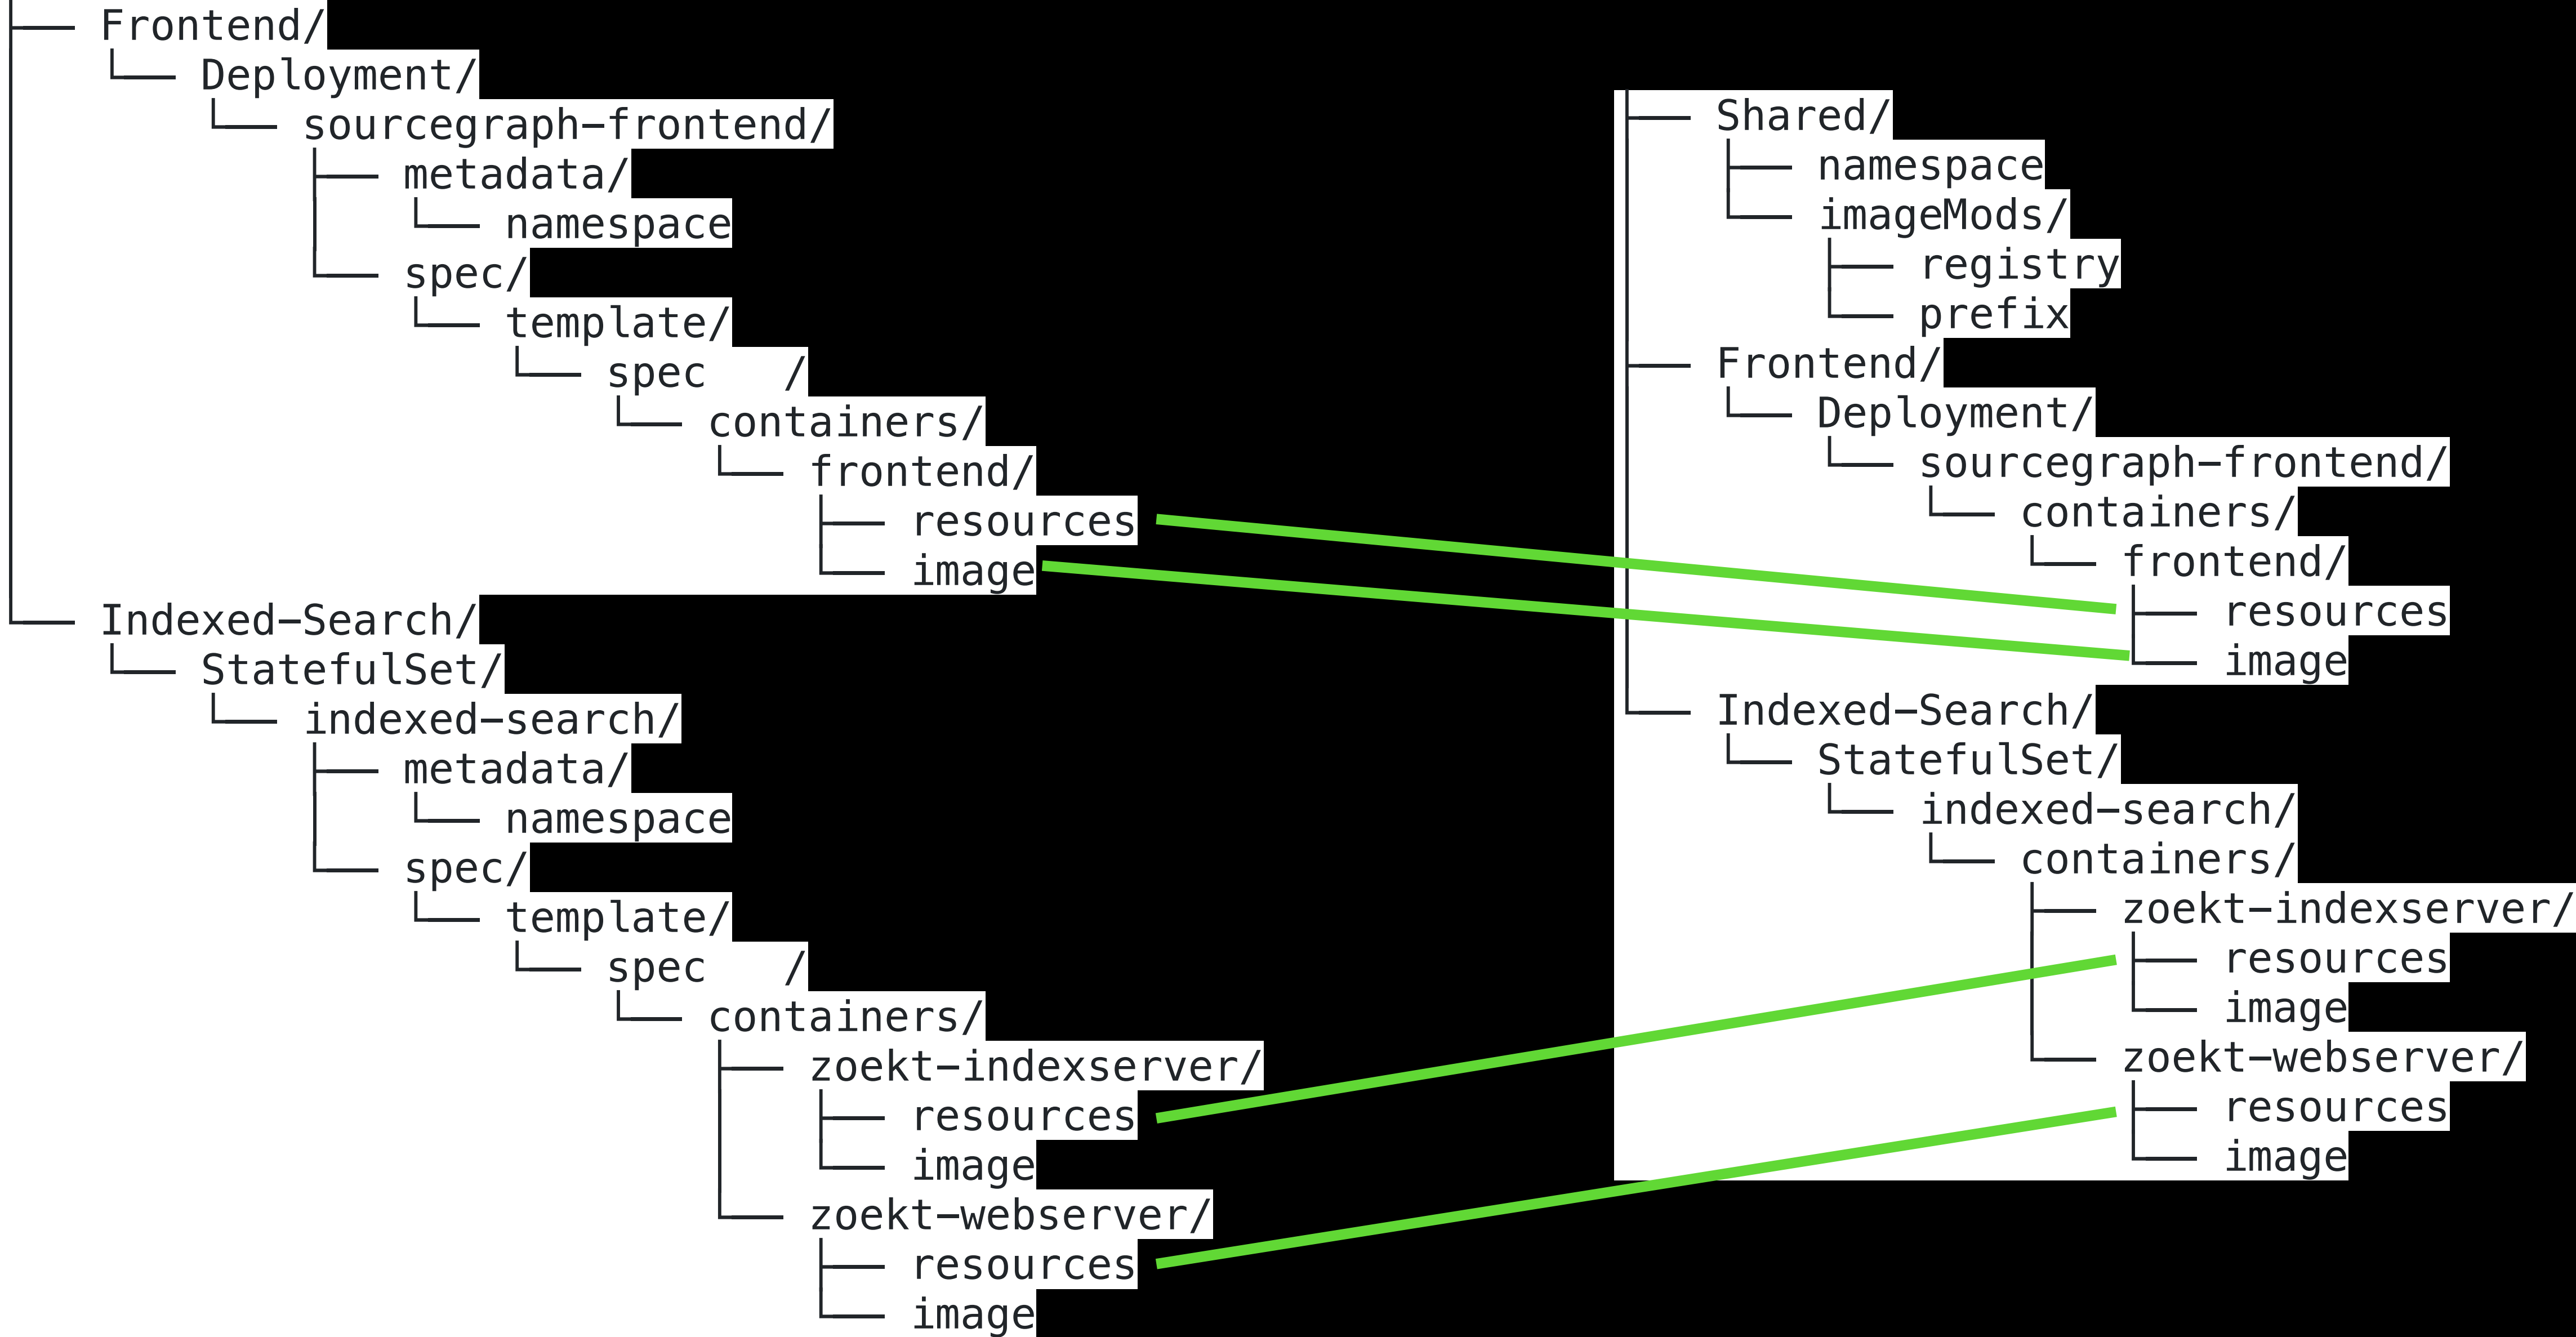 ├── Frontend/
    └── Deployment/
        └── sourcegraph-frontend/
            ├── metadata/
            │   └── namespace
            └── spec/
                └── template/
                    └── spec   /
                        └── containers/
                            └── frontend/
                                ├── resources
                                └── image
└── Indexed-Search/
    └── StatefulSet/
        └── indexed-search/
            ├── metadata/
            │   └── namespace
            └── spec/
                └── template/
                    └── spec   /
                        └── containers/
                            ├── zoekt-indexserver/
                            │   ├── resources
                            │   └── image
                            └── zoekt-webserver/
                                ├── resources
                                └── image
├── Shared/
│   ├── namespace
│   └── imageMods/
│       ├── registry
│       └── prefix
├── Frontend/
│   └── Deployment/
│       └── sourcegraph-frontend/
│           └── containers/
│               └── frontend/
│                   ├── resources
│                   └── image
└── Indexed-Search/
    └── StatefulSet/
        └── indexed-search/
            └── containers/
                ├── zoekt-indexserver/
                │   ├── resources
                │   └── image
                └── zoekt-webserver/
                    ├── resources
                    └── image